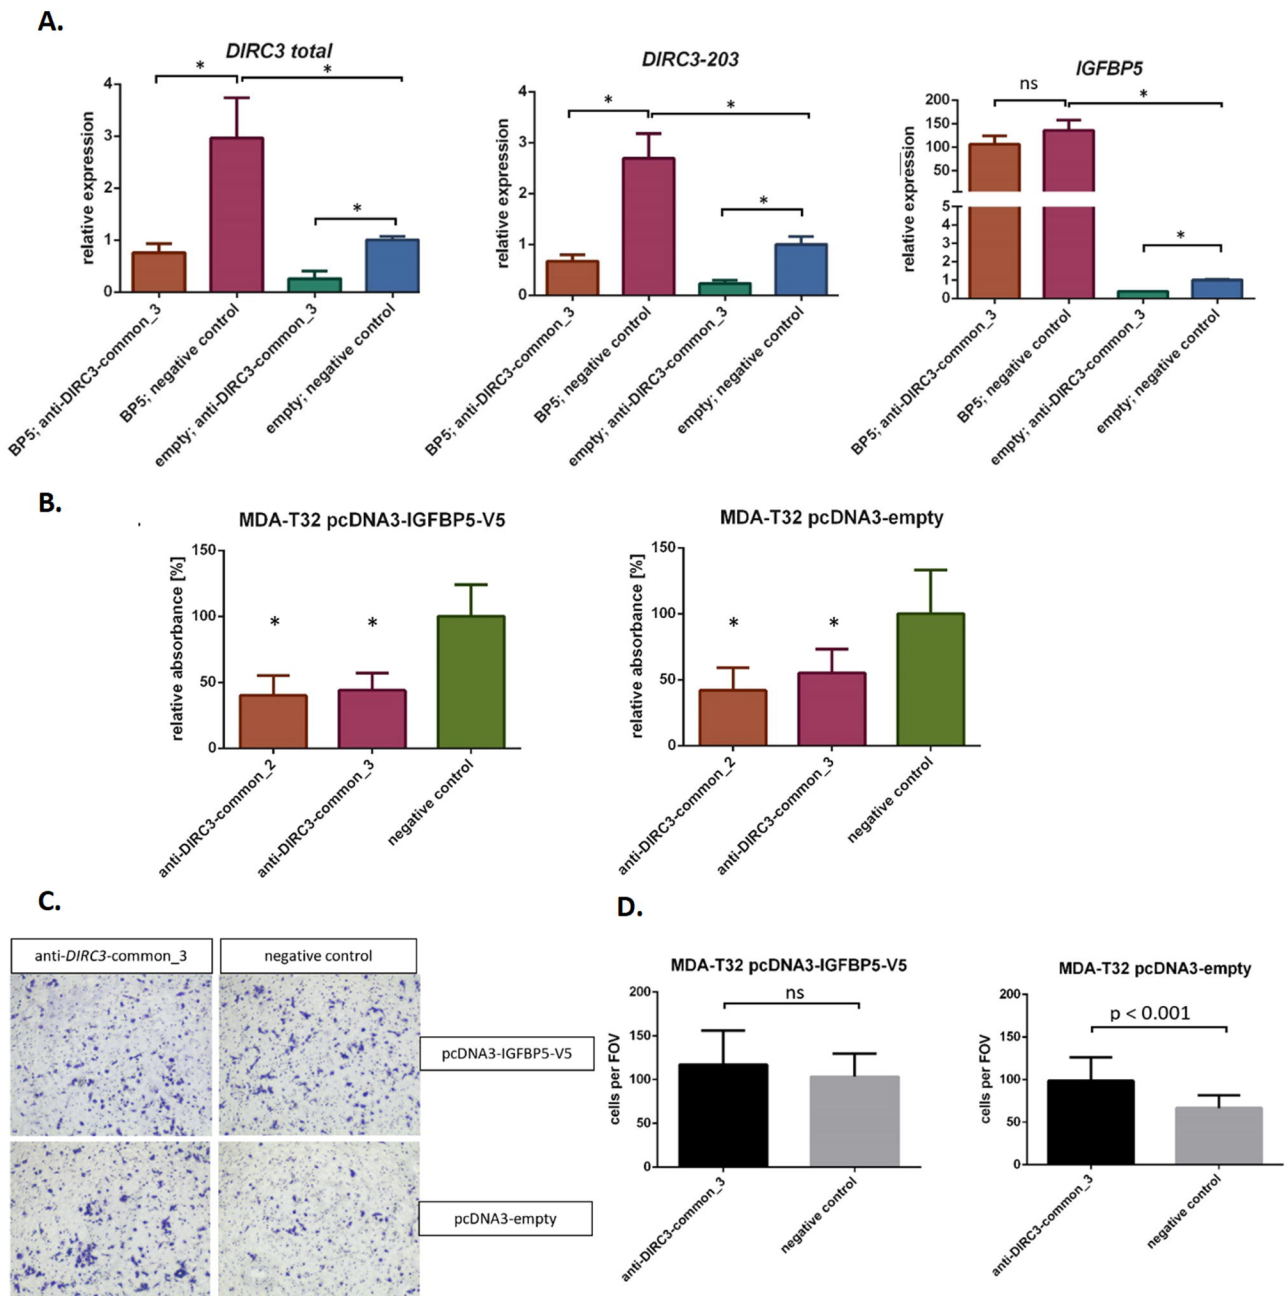 A.
DIRC3 total
*
*
*
relative expression
4
3
2
1
0
BP5; anti-DIRC3-common_3
BP5; negative control
empty; anti-DIRC3-common_3
empty; negative control
DIRC3-203
*
*
*
relative expression
4
3
2
1
0
BP5; anti-DIRC3-common_3
BP5; negative control
empty; anti-DIRC3-common_3
empty; negative control
IGFBP5
ns
*
*
relative expression
200
150
100
50
5
4
3
2
1
0
BP5; anti-DIRC3-common_3
BP5; negative control
empty; anti-DIRC3-common_3
empty; negative control
B.
MDA-T32 pcDNA3-IGFBP5-V5
relative absorbance [%]
150
100
50
0
*
*
anti-DIRC3-common_2
anti-DIRC3-common_3
negative control
MDA-T32 pcDNA3-empty
relative absorbance [%]
150
100
50
0
*
*
anti-DIRC3-common_2
anti-DIRC3-common_3
negative control
C.
anti-DIRC3-common_3
negative control
pcDNA3-IGFBP5-V5
pcDNA3-empty
D.
MDA-T32 pcDNA3-IGFBP5-V5
ns
cells per FOV
200
150
100
50
0
anti-DIRC3-common_3
negative control
MDA-T32 pcDNA3-empty
p < 0.001
cells per FOV
200
150
100
50
0
anti-DIRC3-common_3
negative control